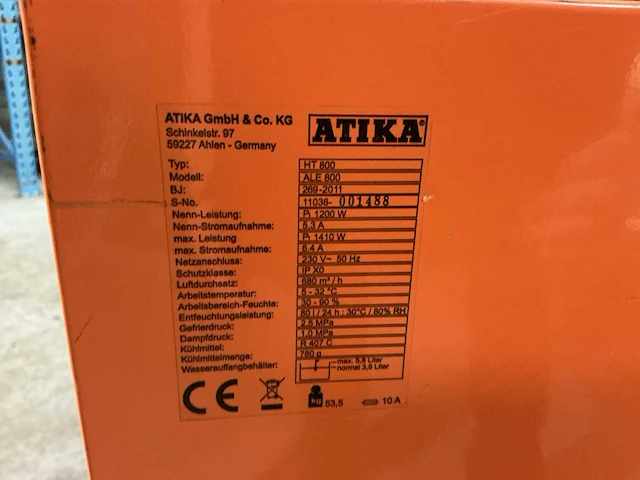 ATIKA GmbH & Co. KG
Schinkelstr. 97
59227 Ahlen - Germany
ATIKA®
Typ: HT 800
Modell: ALE 800
BJ: 269-2011
S-No. 11036- 001488
Nenn-Leistung: P₁ 1200 W
Nenn-Stromaufnahme: 5,3 A
max. Leistung P₁ 1410 W
max. Stromaufnahme: 6,4 A
Netzanschluss: 230 V~ 50 Hz
Schutzklasse: IP X0
Luftdurchsatz: 680 m³ / h
Arbeitstemperatur: 5 - 32 °C
Arbeitsbereich-Feuchte: 30 - 90 %
Entfeuchtungsleistung: 80 l / 24 h : 30°C / 80% RH
Gefrierdruck: 2.5 MPa
Dampfdruck: 1.0 MPa
Kühlmittel: R 407 C
Kühlmittelmenge: 780 g
Wasserauffangbehälter: max. 5,8 Liter
normal 3,8 Liter
CE kg 53,5 10 A